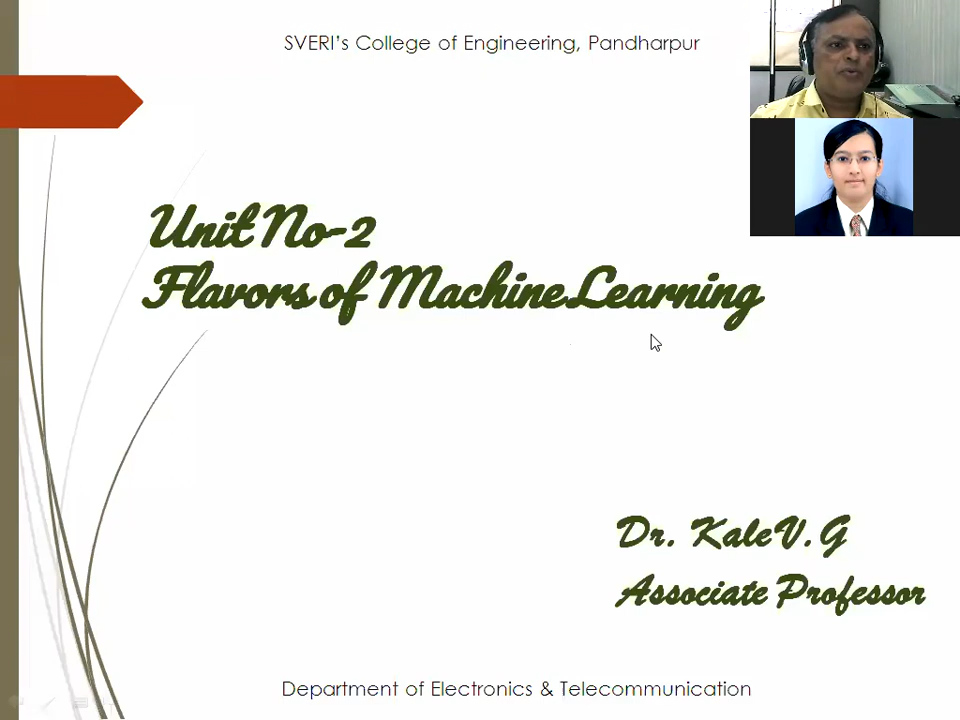 SVERI's College of Engineering, Pandharpur
Unit No-2
Flavors of Machine Learning
Dr. Kale V. G
Associate Professor
Department of Electronics & Telecommunication